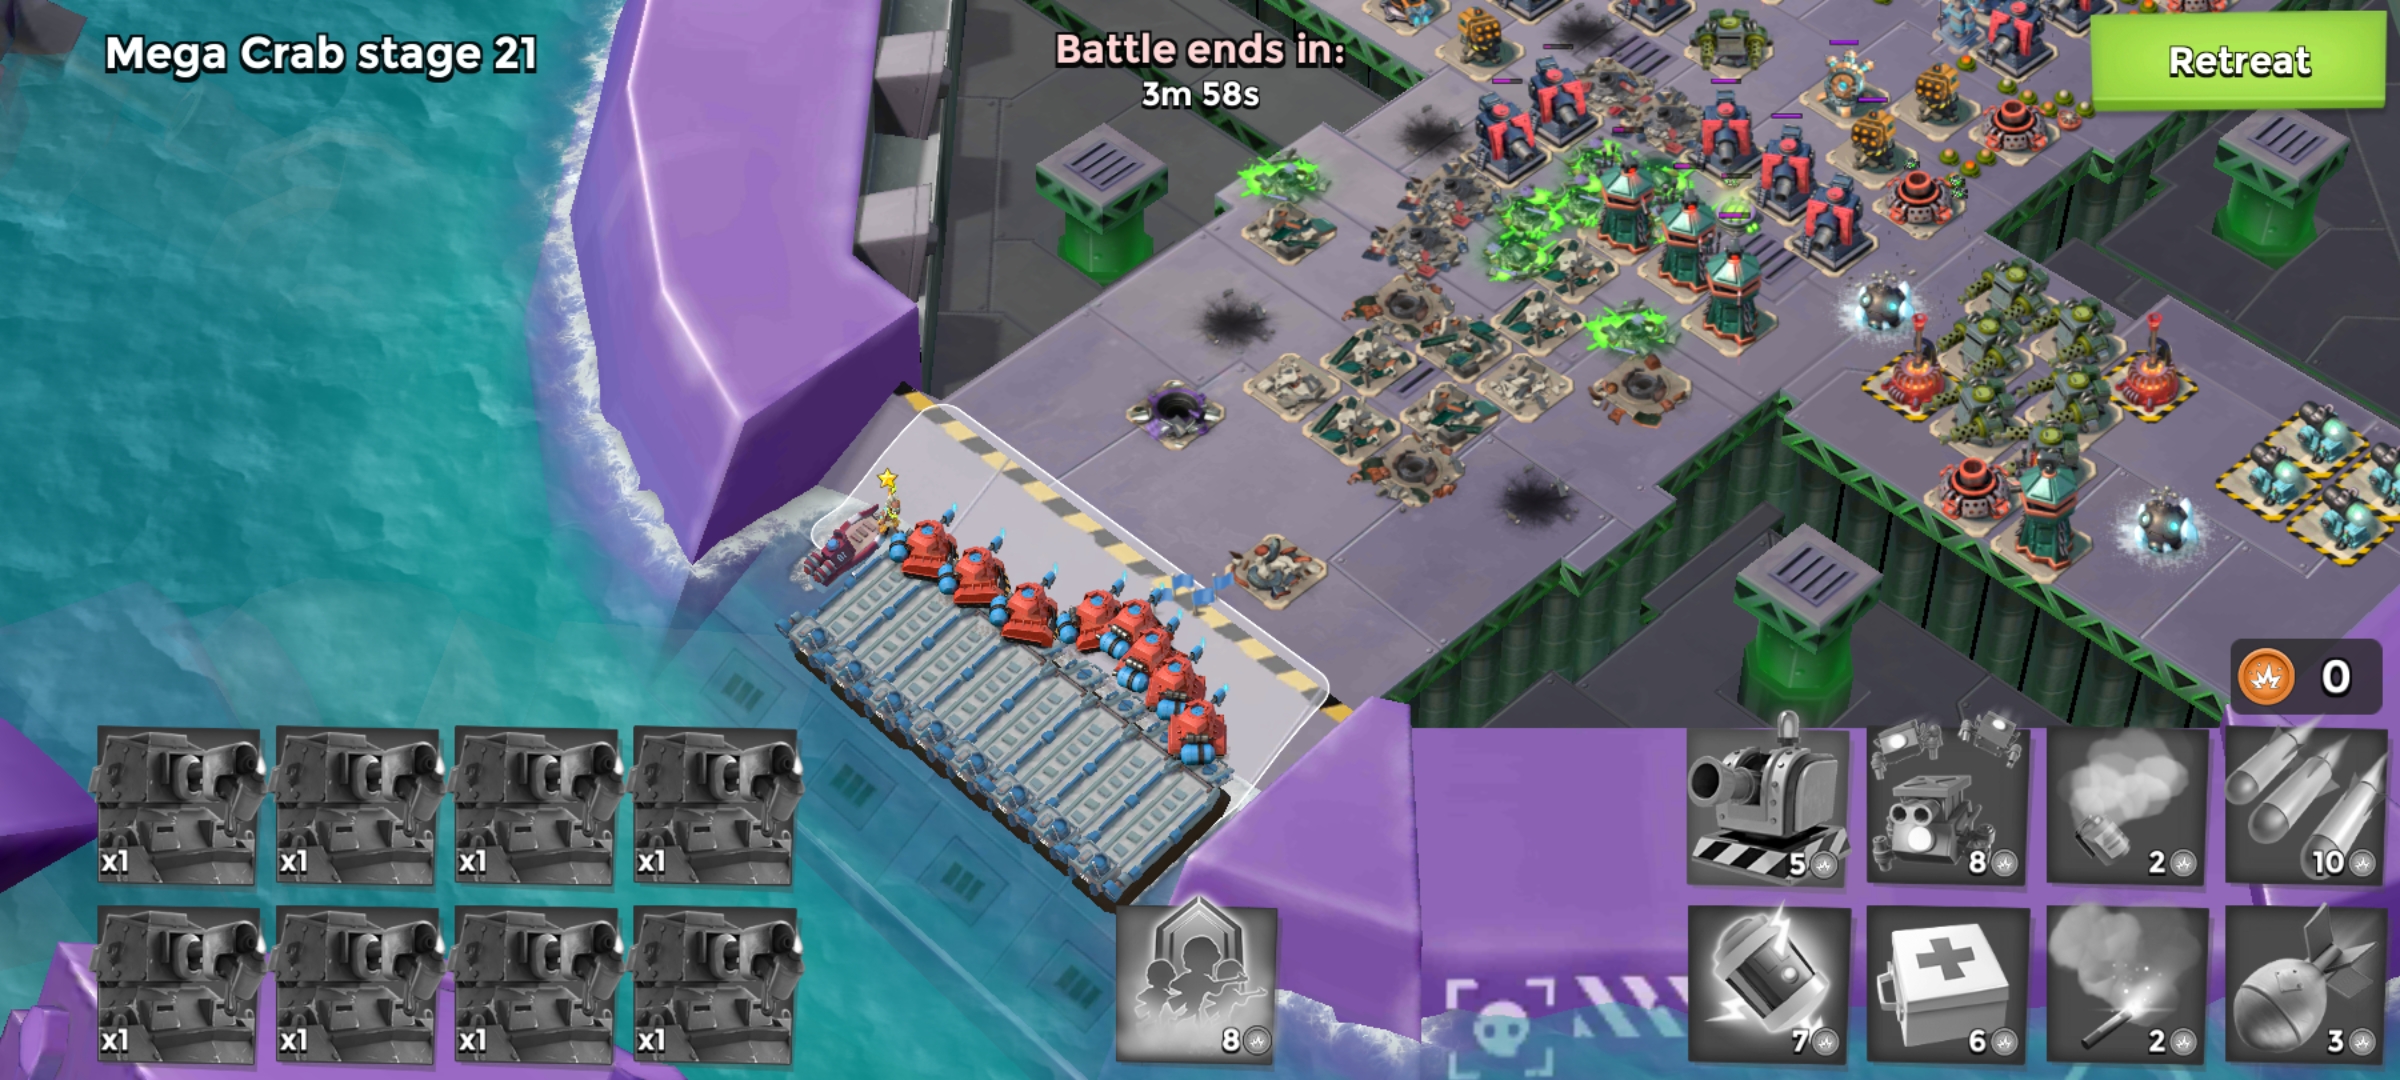 Mega Crab stage 21
Battle ends in:
3m 58s
Retreat
0
x1
x1
x1
x1
5
8
2
10
x1
x1
x1
x1
8
7
6
2
3